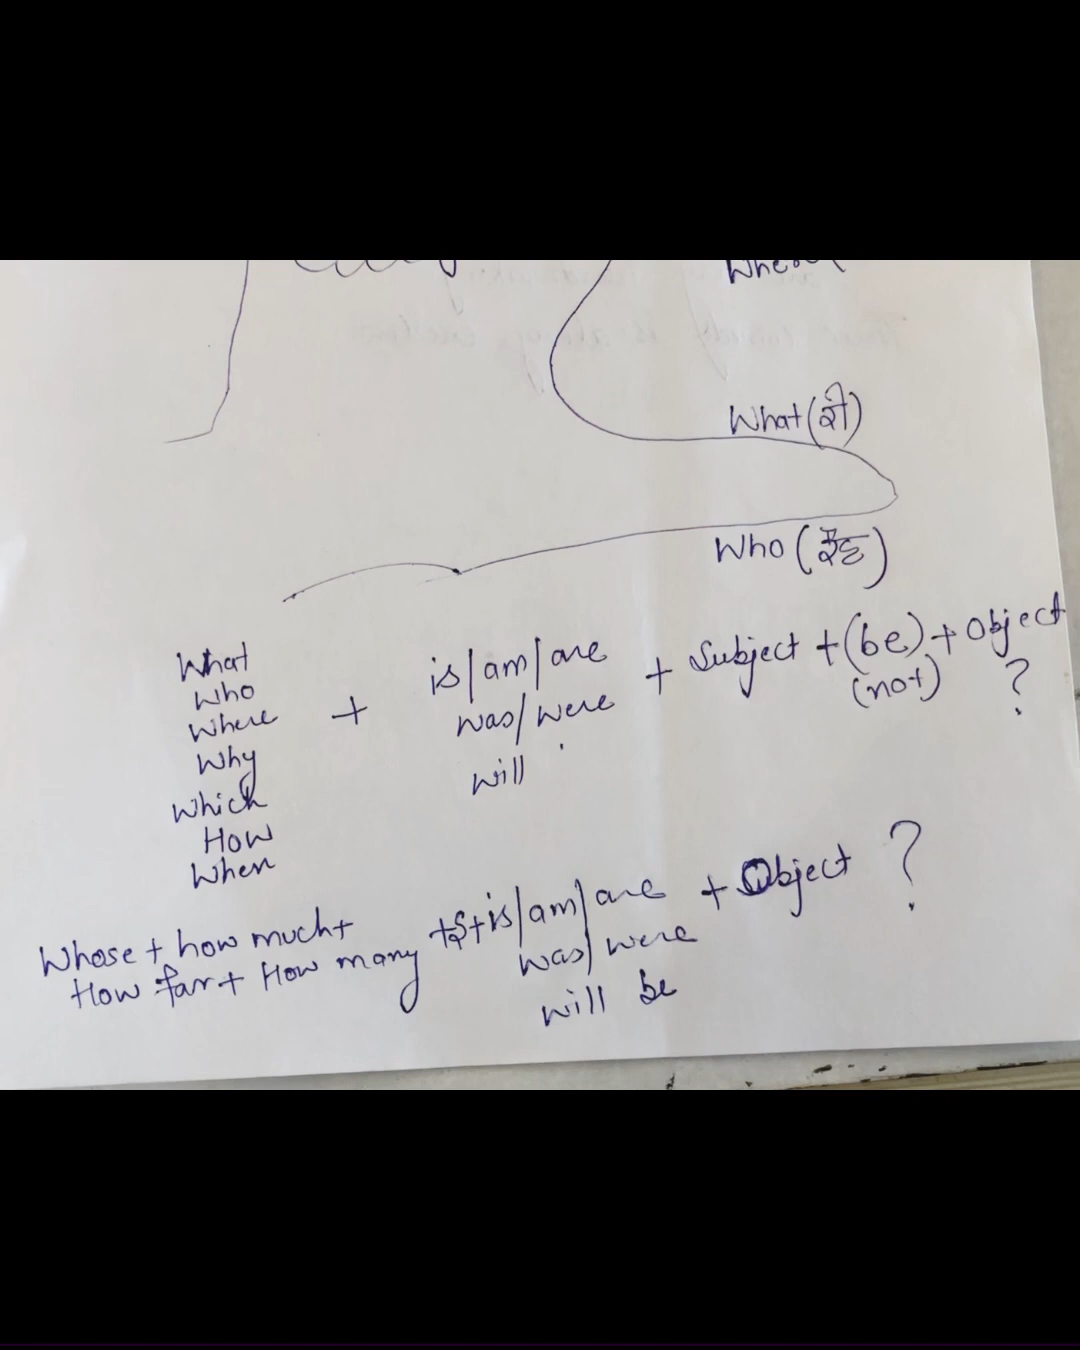 What
Who
Where
Why
Which
How
When
+
is/am/are
was/were
will
+ Subject + (be) + Object
(not) ?
Whose + how much +
How far + How many + S + is/am/are + Object ?
was/were
will be
What (शी)
Who